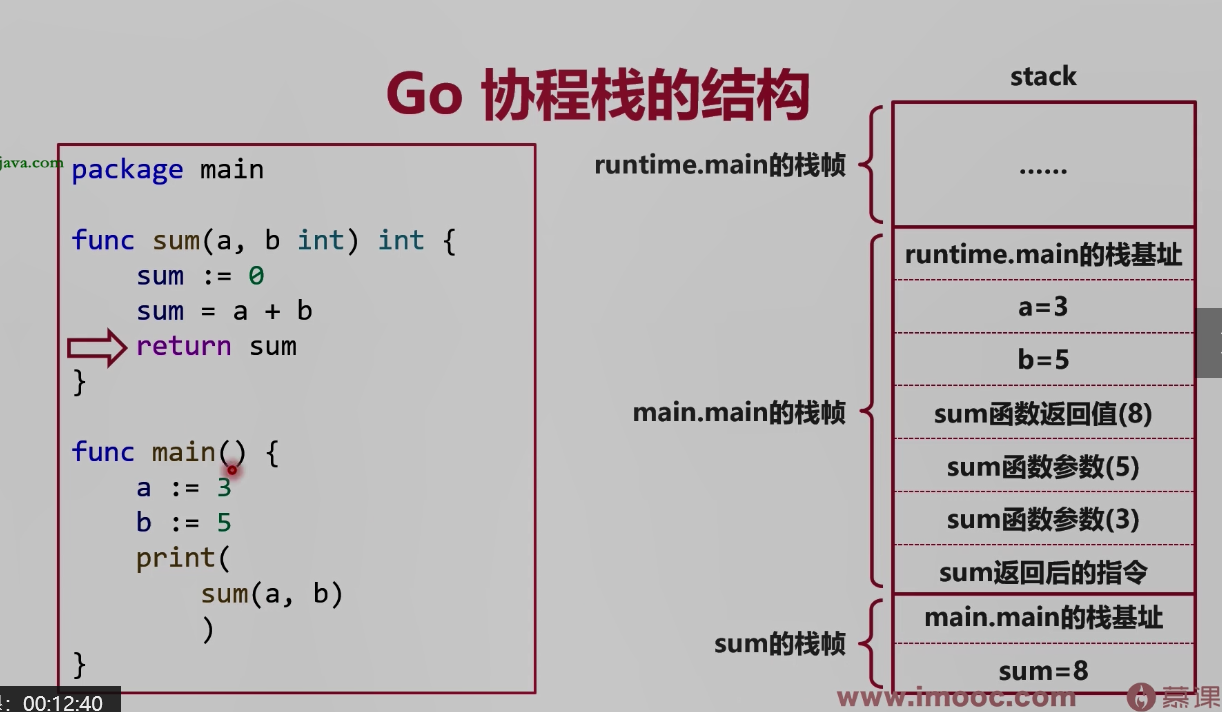 Go 协程栈的结构
java.com
package main
func sum(a, b int) int {
sum := 0
sum = a + b
return sum
}
func main() {
a := 3
b := 5
print(
sum(a, b)
)
}
stack
runtime.main的栈帧
......
main.main的栈帧
runtime.main的栈基址
a=3
b=5
sum函数返回值(8)
sum函数参数(5)
sum函数参数(3)
sum返回后的指令
sum的栈帧
main.main的栈基址
sum=8
00:12:40
www.imooc.com 慕课